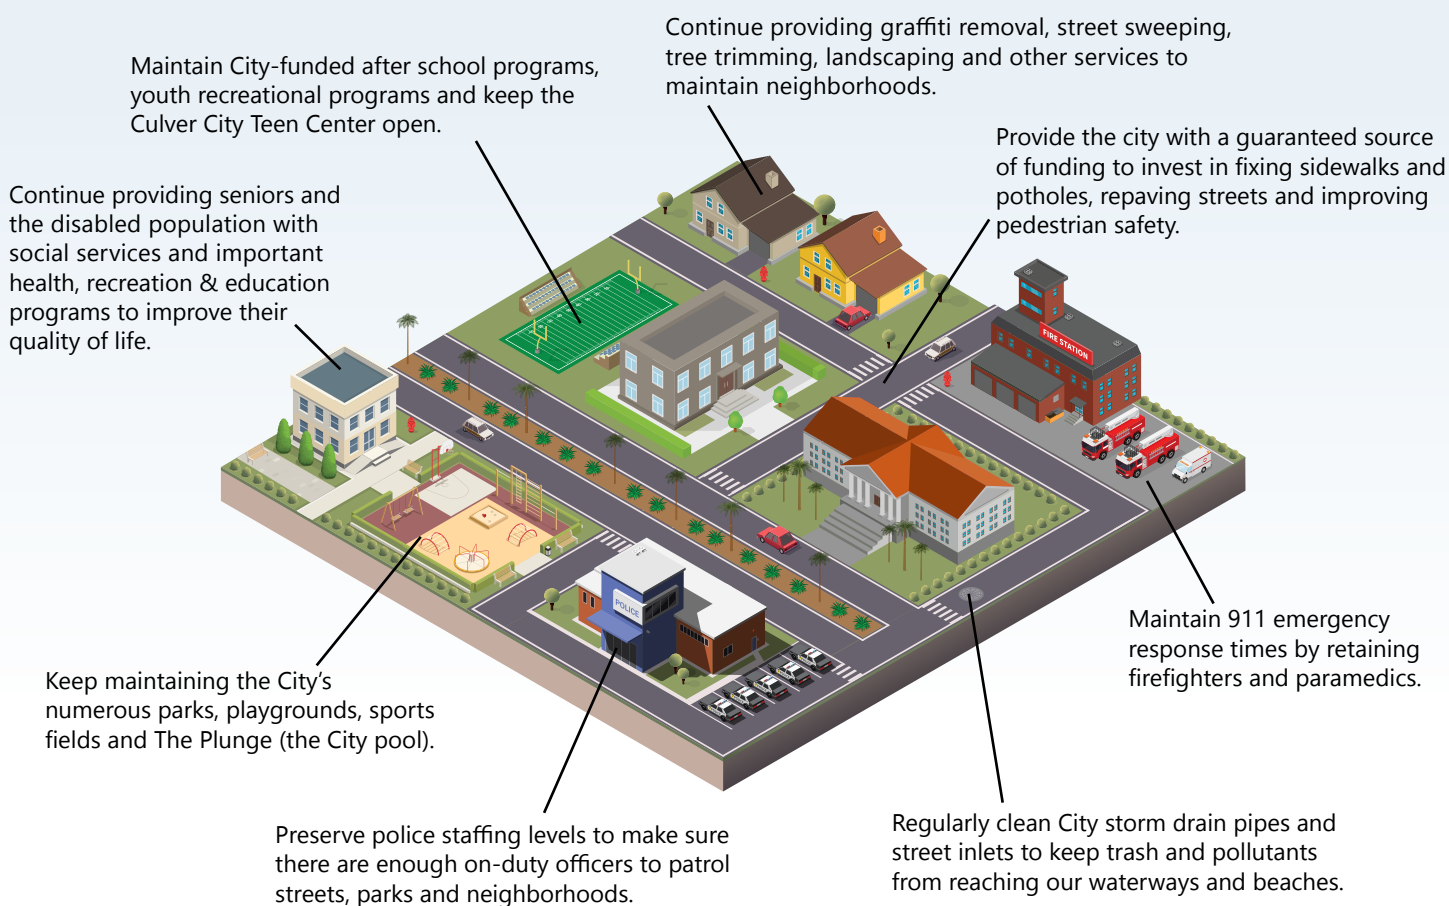 Continue providing graffiti removal, street sweeping,
tree trimming, landscaping and other services to
maintain neighborhoods.
Maintain City-funded after school programs,
youth recreational programs and keep the
Culver City Teen Center open.
Provide the city with a guaranteed source
of funding to invest in fixing sidewalks and
potholes, repaving streets and improving
pedestrian safety.
Continue providing seniors and
the disabled population with
social services and important
health, recreation & education
programs to improve their
quality of life.
FIRE STATION
POLICE
Maintain 911 emergency
response times by retaining
firefighters and paramedics.
Keep maintaining the City's
numerous parks, playgrounds, sports
fields and The Plunge (the City pool).
Preserve police staffing levels to make sure
there are enough on-duty officers to patrol
streets, parks and neighborhoods.
Regularly clean City storm drain pipes and
street inlets to keep trash and pollutants
from reaching our waterways and beaches.